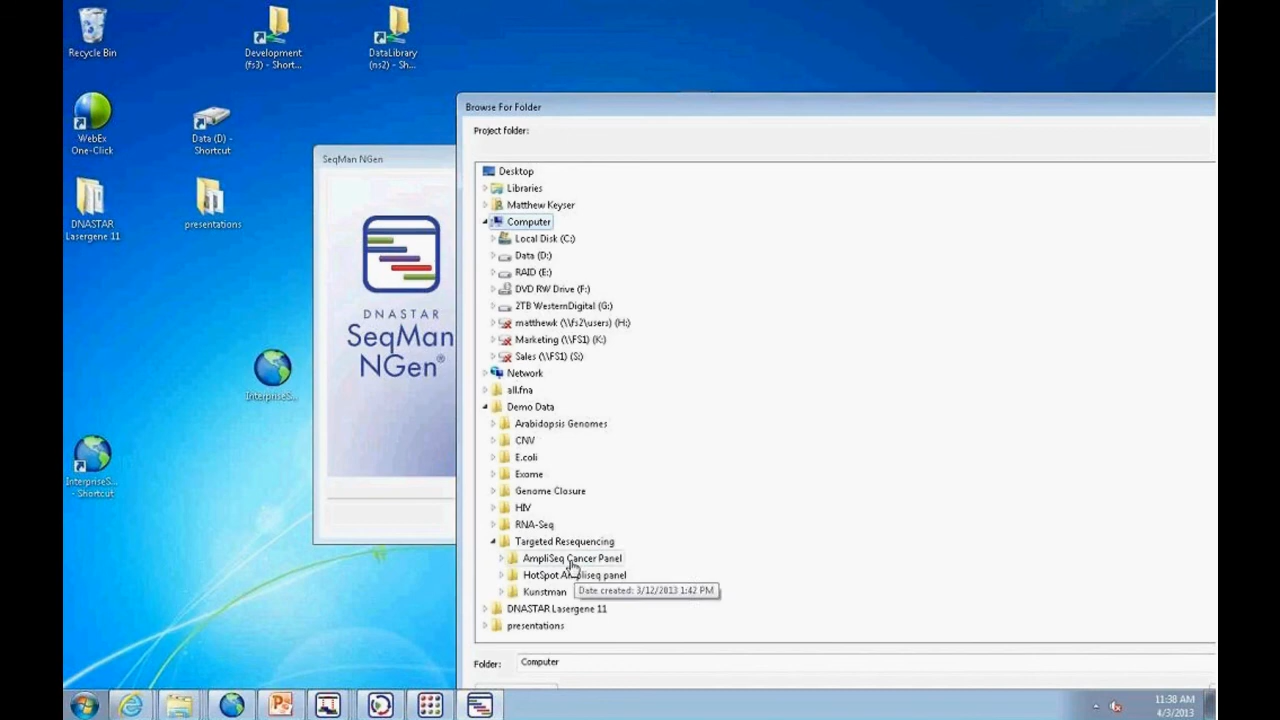 Recycle Bin
Development
(fs3) - Short...
DataLibrary
(ns2) - Sh...
WebEx
One-Click
Data (D) -
Shortcut
DNASTAR
Lasergene 11
presentations
InterpriseS...
InterpriseS...
- Shortcut
SeqMan NGen
DNASTAR
SeqMan
NGen®
Browse For Folder
Project folder:
Desktop
Libraries
Matthew Keyser
Computer
Local Disk (C:)
Data (D:)
RAID (E:)
DVD RW Drive (F:)
2TB WesternDigital (G:)
matthewk (\\fs2\users) (H:)
Marketing (\\FS1) (K:)
Sales (\\FS1) (S:)
Network
all.fna
Demo Data
Arabidopsis Genomes
CNV
E.coli
Exome
Genome Closure
HIV
RNA-Seq
Targeted Resequencing
AmpliSeq Cancer Panel
HotSpot Ampliseq panel
Kunstman
Date created: 3/12/2013 1:42 PM
DNASTAR Lasergene 11
presentations
Folder:
Computer
11:38 AM
4/3/2013